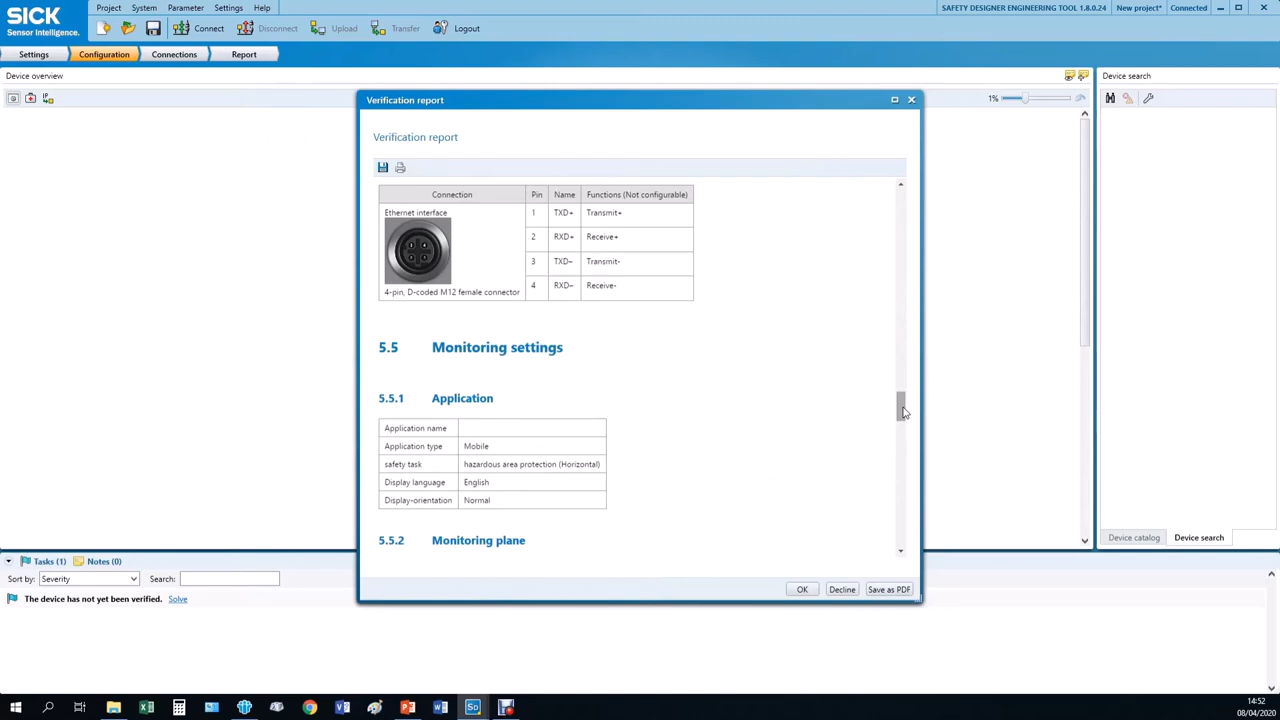 SICK
Sensor Intelligence.
Project System Parameter Settings Help
SAFETY DESIGNER ENGINEERING TOOL 1.8.0.24 New project* Connected
Connect Disconnect Upload Transfer Logout
Settings Configuration Connections Report
Device overview
Device search
1%
Verification report
Verification report
Connection Pin Name Functions (Not configurable)
Ethernet interface
1 TXD+ Transmit+
2 RXD+ Receive+
3 TXD– Transmit-
4 RXD– Receive-
4-pin, D-coded M12 female connector
5.5 Monitoring settings
5.5.1 Application
Application name
Application type Mobile
safety task hazardous area protection (Horizontal)
Display language English
Display-orientation Normal
5.5.2 Monitoring plane
OK Decline Save as PDF
Device catalog Device search
Tasks (1) Notes (0)
Sort by: Severity Search:
The device has not yet been verified. Solve
14:52
08/04/2020